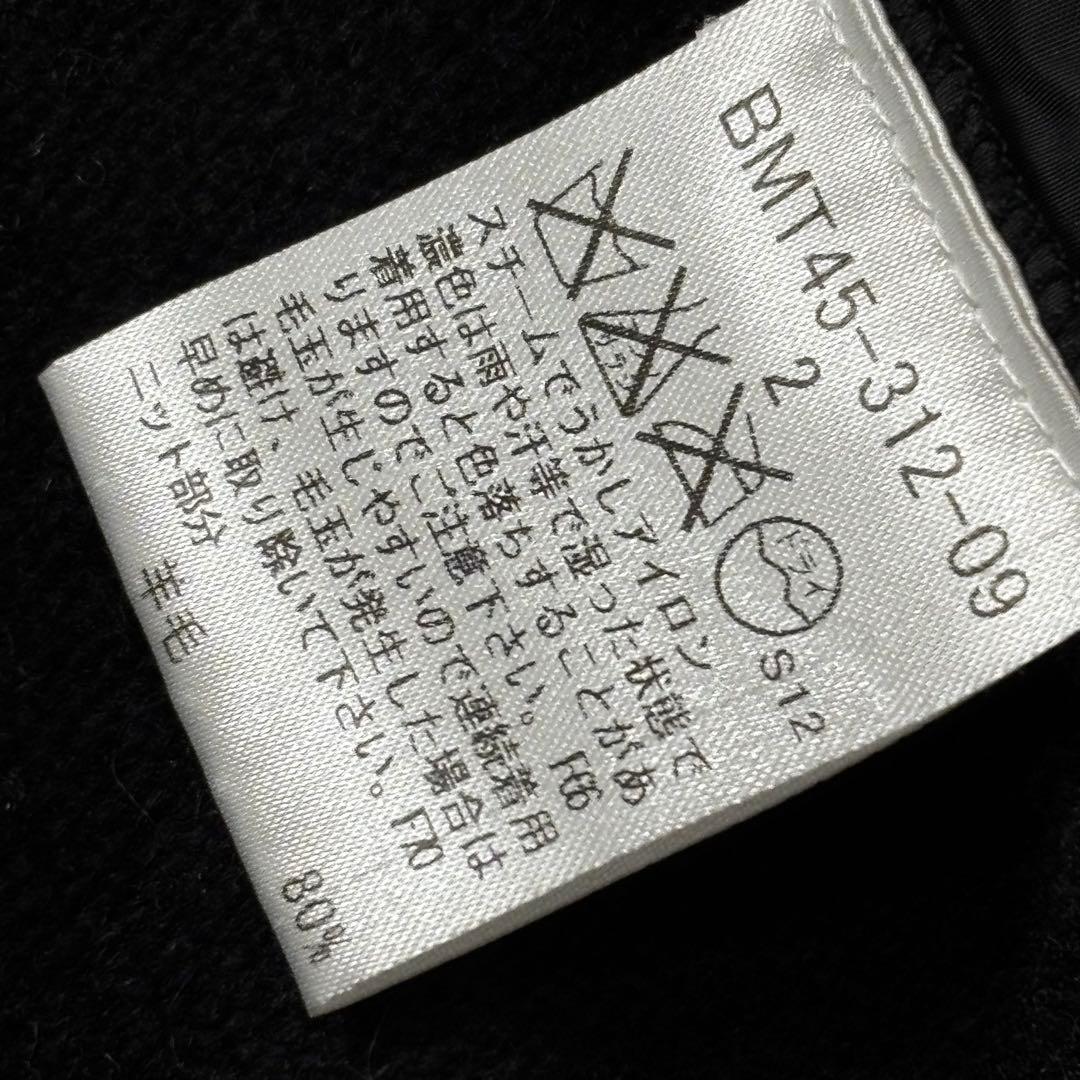 BMT45-312-09
2
ドライ
S12
スチームでうかしアイロン
濃色は雨や汗等で湿った状態で
着用すると色落ちすることがあ
りますのでご注意下さい。 F66
毛玉が生じやすいので連続着用
は避け、毛玉が発生した場合は
早めに取り除いて下さい。 F70
ニット部分
羊毛 80%